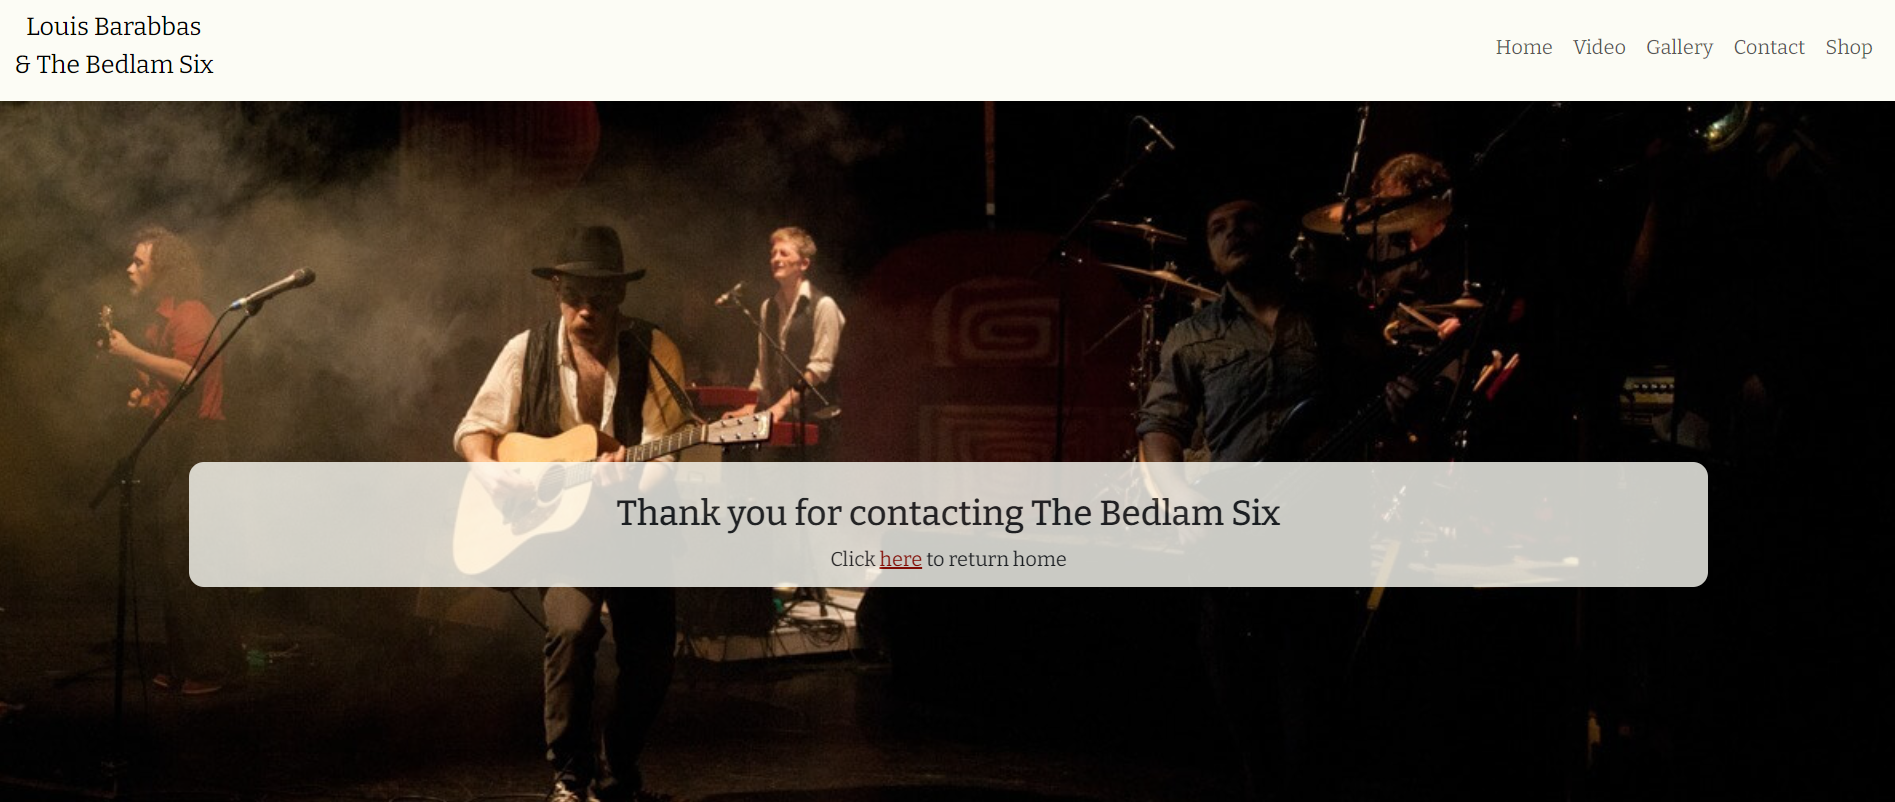 Louis Barabbas
& The Bedlam Six
Home Video Gallery Contact Shop
Thank you for contacting The Bedlam Six
Click here to return home